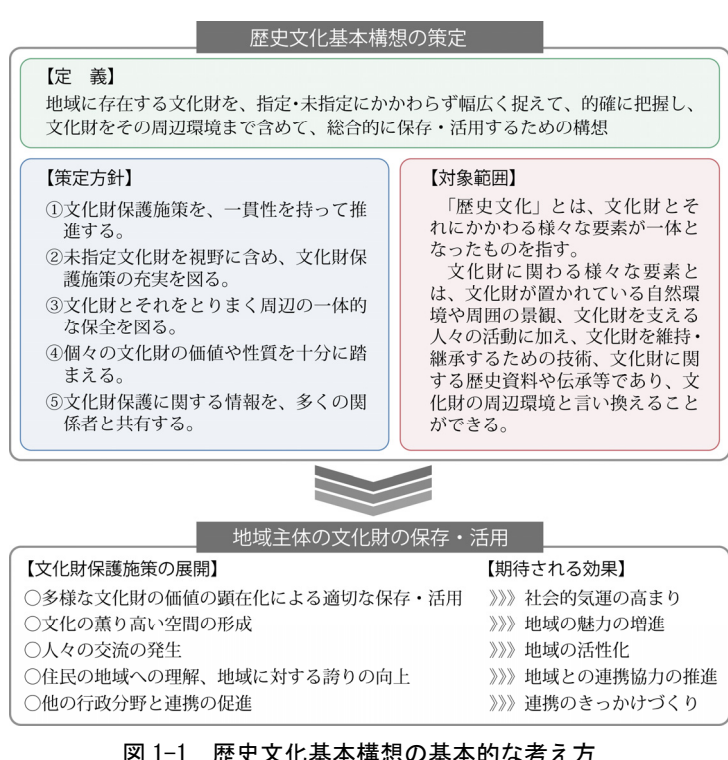 歴史文化基本構想の策定
【定　義】
地域に存在する文化財を、指定・未指定にかかわらず幅広く捉えて、的確に把握し、
文化財をその周辺環境まで含めて、総合的に保存・活用するための構想
【策定方針】
①文化財保護施策を、一貫性を持って推
進する。
②未指定文化財を視野に含め、文化財保
護施策の充実を図る。
③文化財とそれをとりまく周辺の一体的
な保全を図る。
④個々の文化財の価値や性質を十分に踏
まえる。
⑤文化財保護に関する情報を、多くの関
係者と共有する。
【対象範囲】
「歴史文化」とは、文化財とそ
れにかかわる様々な要素が一体と
なったものを指す。
文化財に関わる様々な要素と
は、文化財が置かれている自然環
境や周囲の景観、文化財を支える
人々の活動に加え、文化財を維持・
継承するための技術、文化財に関
する歴史資料や伝承等であり、文
化財の周辺環境と言い換えること
ができる。
地域主体の文化財の保存・活用
【文化財保護施策の展開】
【期待される効果】
○多様な文化財の価値の顕在化による適切な保存・活用 》》》 社会的気運の高まり
○文化の薫り高い空間の形成 》》》 地域の魅力の増進
○人々の交流の発生 》》》 地域の活性化
○住民の地域への理解、地域に対する誇りの向上 》》》 地域との連携協力の推進
○他の行政分野と連携の促進 》》》 連携のきっかけづくり
図 1-1　歴史文化基本構想の基本的な考え方